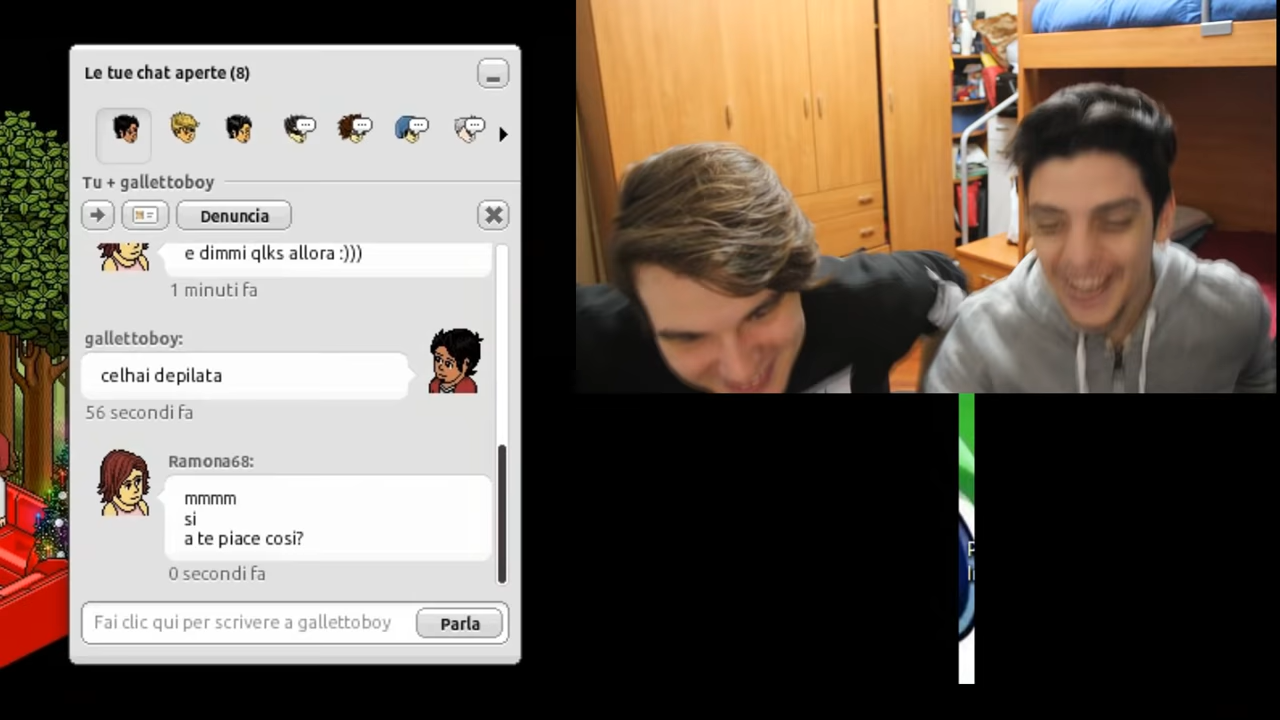 Le tue chat aperte (8)
Tu + gallettoboy
Denuncia
e dimmi qlks allora :)))
1 minuti fa
gallettoboy:
celhai depilata
56 secondi fa
Ramona68:
mmmm
si
a te piace cosi?
0 secondi fa
Fai clic qui per scrivere a gallettoboy
Parla